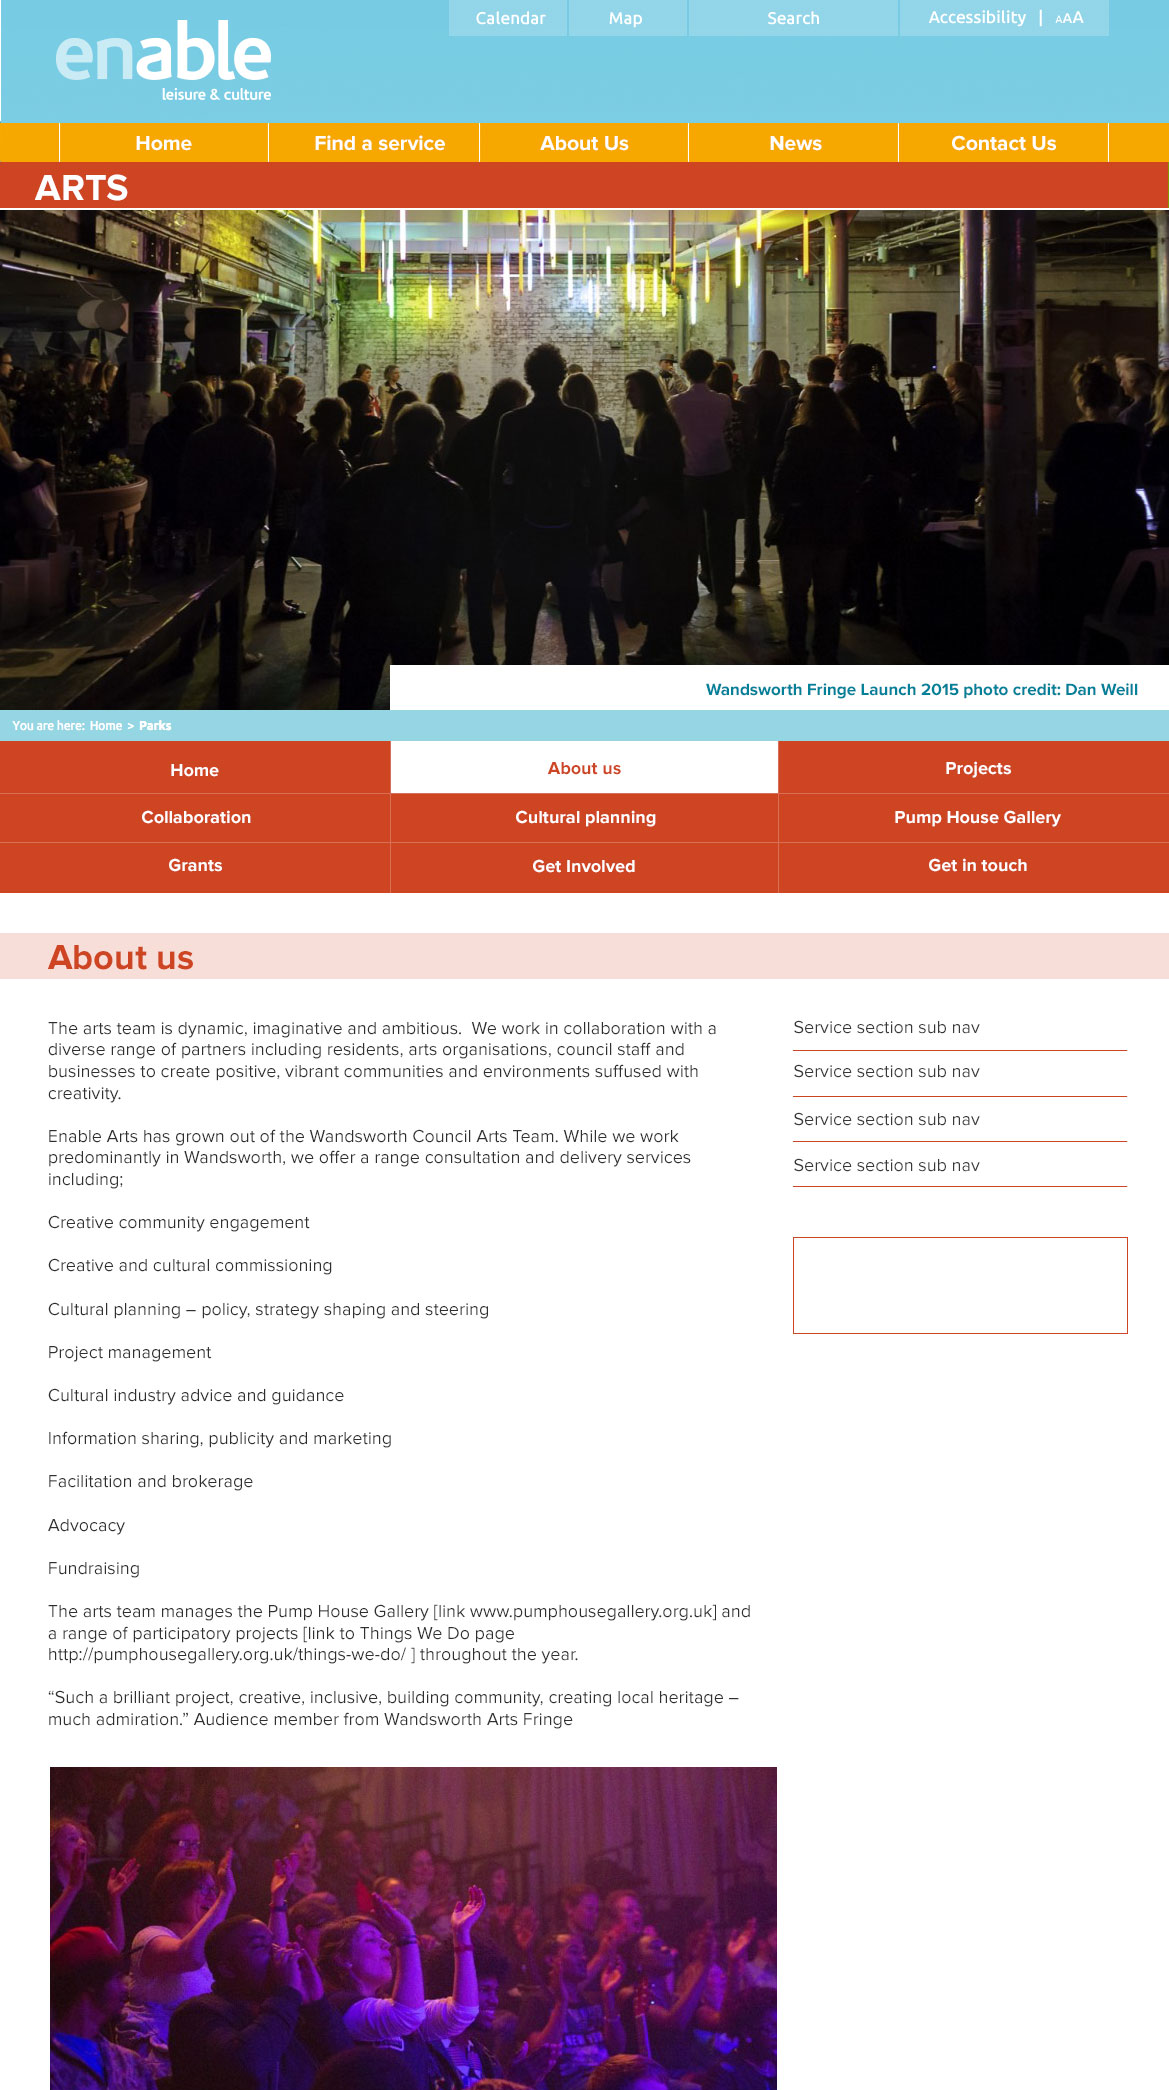 Calendar
Map
Search
Accessibility | AAA
enable
leisure & culture
Home
Find a service
About Us
News
Contact Us
ARTS
Wandsworth Fringe Launch 2015 photo credit: Dan Weill
You are here: Home > Parks
Home
About us
Projects
Collaboration
Cultural planning
Pump House Gallery
Grants
Get Involved
Get in touch
About us
The arts team is dynamic, imaginative and ambitious.  We work in collaboration with a
diverse range of partners including residents, arts organisations, council staff and
businesses to create positive, vibrant communities and environments suffused with
creativity.
Enable Arts has grown out of the Wandsworth Council Arts Team. While we work
predominantly in Wandsworth, we offer a range consultation and delivery services
including;
Creative community engagement
Creative and cultural commissioning
Cultural planning – policy, strategy shaping and steering
Project management
Cultural industry advice and guidance
Information sharing, publicity and marketing
Facilitation and brokerage
Advocacy
Fundraising
The arts team manages the Pump House Gallery [link www.pumphousegallery.org.uk] and
a range of participatory projects [link to Things We Do page
http://pumphousegallery.org.uk/things-we-do/ ] throughout the year.
“Such a brilliant project, creative, inclusive, building community, creating local heritage –
much admiration.” Audience member from Wandsworth Arts Fringe
Service section sub nav
Service section sub nav
Service section sub nav
Service section sub nav